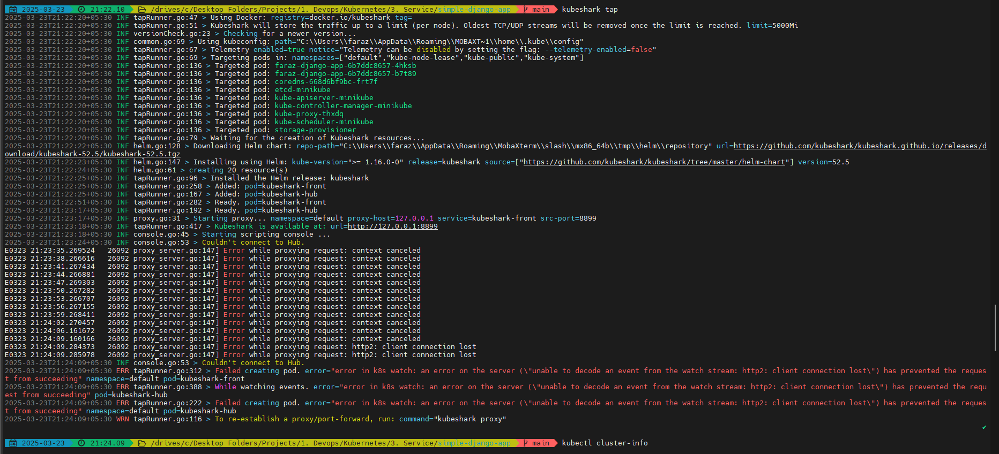 2025-03-23 21:22.10 /drives/c/Desktop Folders/Projects/1. Devops/Kubernetes/3. Service/simple-django-app main kubeshark tap
2025-03-23T21:22:20+05:30 INF tapRunner.go:47 > Using Docker: registry=docker.io/kubeshark tag=
2025-03-23T21:22:20+05:30 INF tapRunner.go:51 > Kubeshark will store the traffic up to a limit (per node). Oldest TCP/UDP streams will be removed once the limit is reached. limit=5000Mi
2025-03-23T21:22:20+05:30 INF versionCheck.go:23 > Checking for a newer version...
2025-03-23T21:22:20+05:30 INF common.go:69 > Using kubeconfig: path="C:\\Users\\faraz\\AppData\\Roaming\\MOBAXT~1\\home\\.kube\\config"
2025-03-23T21:22:20+05:30 INF tapRunner.go:67 > Telemetry enabled=true notice="Telemetry can be disabled by setting the flag: --telemetry-enabled=false"
2025-03-23T21:22:20+05:30 INF tapRunner.go:69 > Targeting pods in: namespaces=["default","kube-node-lease","kube-public","kube-system"]
2025-03-23T21:22:20+05:30 INF tapRunner.go:136 > Targeted pod: faraz-django-app-6b7ddc8657-4hksb
2025-03-23T21:22:20+05:30 INF tapRunner.go:136 > Targeted pod: faraz-django-app-6b7ddc8657-b7t89
2025-03-23T21:22:20+05:30 INF tapRunner.go:136 > Targeted pod: coredns-668d6bf9bc-frt7f
2025-03-23T21:22:20+05:30 INF tapRunner.go:136 > Targeted pod: etcd-minikube
2025-03-23T21:22:20+05:30 INF tapRunner.go:136 > Targeted pod: kube-apiserver-minikube
2025-03-23T21:22:20+05:30 INF tapRunner.go:136 > Targeted pod: kube-controller-manager-minikube
2025-03-23T21:22:20+05:30 INF tapRunner.go:136 > Targeted pod: kube-proxy-thxdq
2025-03-23T21:22:20+05:30 INF tapRunner.go:136 > Targeted pod: kube-scheduler-minikube
2025-03-23T21:22:20+05:30 INF tapRunner.go:136 > Targeted pod: storage-provisioner
2025-03-23T21:22:20+05:30 INF tapRunner.go:79 > Waiting for the creation of Kubeshark resources...
2025-03-23T21:22:22+05:30 INF helm.go:128 > Downloading Helm chart: repo-path="C:\\Users\\faraz\\AppData\\Roaming\\MobaXterm\\slash\\mx86_64b\\tmp\\helm\\repository" url=https://github.com/kubeshark/kubeshark.github.io/releases/d
ownload/kubeshark-52.5/kubeshark-52.5.tgz
2025-03-23T21:22:23+05:30 INF helm.go:147 > Installing using Helm: kube-version=">= 1.16.0-0" release=kubeshark source=["https://github.com/kubeshark/kubeshark/tree/master/helm-chart"] version=52.5
2025-03-23T21:22:24+05:30 INF helm.go:61 > creating 20 resource(s)
2025-03-23T21:22:25+05:30 INF tapRunner.go:96 > Installed the Helm release: kubeshark
2025-03-23T21:22:25+05:30 INF tapRunner.go:258 > Added: pod=kubeshark-front
2025-03-23T21:22:25+05:30 INF tapRunner.go:167 > Added: pod=kubeshark-hub
2025-03-23T21:22:51+05:30 INF tapRunner.go:282 > Ready. pod=kubeshark-front
2025-03-23T21:23:17+05:30 INF tapRunner.go:192 > Ready. pod=kubeshark-hub
2025-03-23T21:23:17+05:30 INF proxy.go:31 > Starting proxy... namespace=default proxy-host=127.0.0.1 service=kubeshark-front src-port=8899
2025-03-23T21:23:18+05:30 INF tapRunner.go:417 > Kubeshark is available at: url=http://127.0.0.1:8899
2025-03-23T21:23:18+05:30 INF console.go:45 > Starting scripting console ...
2025-03-23T21:23:24+05:30 INF console.go:53 > Couldn't connect to Hub.
E0323 21:23:35.269524   26092 proxy_server.go:147] Error while proxying request: context canceled
E0323 21:23:38.266616   26092 proxy_server.go:147] Error while proxying request: context canceled
E0323 21:23:41.267434   26092 proxy_server.go:147] Error while proxying request: context canceled
E0323 21:23:44.266881   26092 proxy_server.go:147] Error while proxying request: context canceled
E0323 21:23:47.269303   26092 proxy_server.go:147] Error while proxying request: context canceled
E0323 21:23:50.267282   26092 proxy_server.go:147] Error while proxying request: context canceled
E0323 21:23:53.266707   26092 proxy_server.go:147] Error while proxying request: context canceled
E0323 21:23:56.267155   26092 proxy_server.go:147] Error while proxying request: context canceled
E0323 21:23:59.268411   26092 proxy_server.go:147] Error while proxying request: context canceled
E0323 21:24:02.270457   26092 proxy_server.go:147] Error while proxying request: context canceled
E0323 21:24:06.161672   26092 proxy_server.go:147] Error while proxying request: context canceled
E0323 21:24:09.160166   26092 proxy_server.go:147] Error while proxying request: context canceled
E0323 21:24:09.284373   26092 proxy_server.go:147] Error while proxying request: http2: client connection lost
E0323 21:24:09.285978   26092 proxy_server.go:147] Error while proxying request: http2: client connection lost
2025-03-23T21:24:09+05:30 INF console.go:53 > Couldn't connect to Hub.
2025-03-23T21:24:09+05:30 ERR tapRunner.go:312 > Failed creating pod. error="error in k8s watch: an error on the server (\"unable to decode an event from the watch stream: http2: client connection lost\") has prevented the reques
t from succeeding" namespace=default pod=kubeshark-front
2025-03-23T21:24:09+05:30 ERR tapRunner.go:388 > While watching events. error="error in k8s watch: an error on the server (\"unable to decode an event from the watch stream: http2: client connection lost\") has prevented the requ
est from succeeding" pod=kubeshark-hub
2025-03-23T21:24:09+05:30 ERR tapRunner.go:222 > Failed creating pod. error="error in k8s watch: an error on the server (\"unable to decode an event from the watch stream: http2: client connection lost\") has prevented the reques
t from succeeding" namespace=default pod=kubeshark-hub
2025-03-23T21:24:09+05:30 WRN tapRunner.go:116 > To re-establish a proxy/port-forward, run: command="kubeshark proxy"
✔
2025-03-23 21:24.09 /drives/c/Desktop Folders/Projects/1. Devops/Kubernetes/3. Service/simple-django-app main kubectl cluster-info